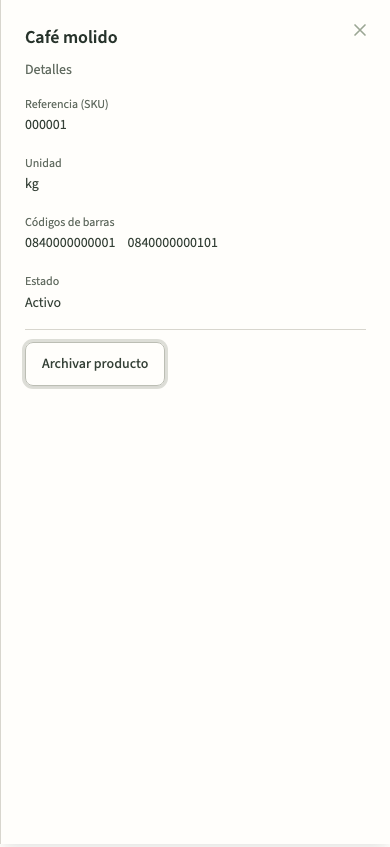 Café molido
Detalles
Referencia (SKU)
000001
Unidad
kg
Códigos de barras
0840000000001 0840000000101
Estado
Activo
Archivar producto